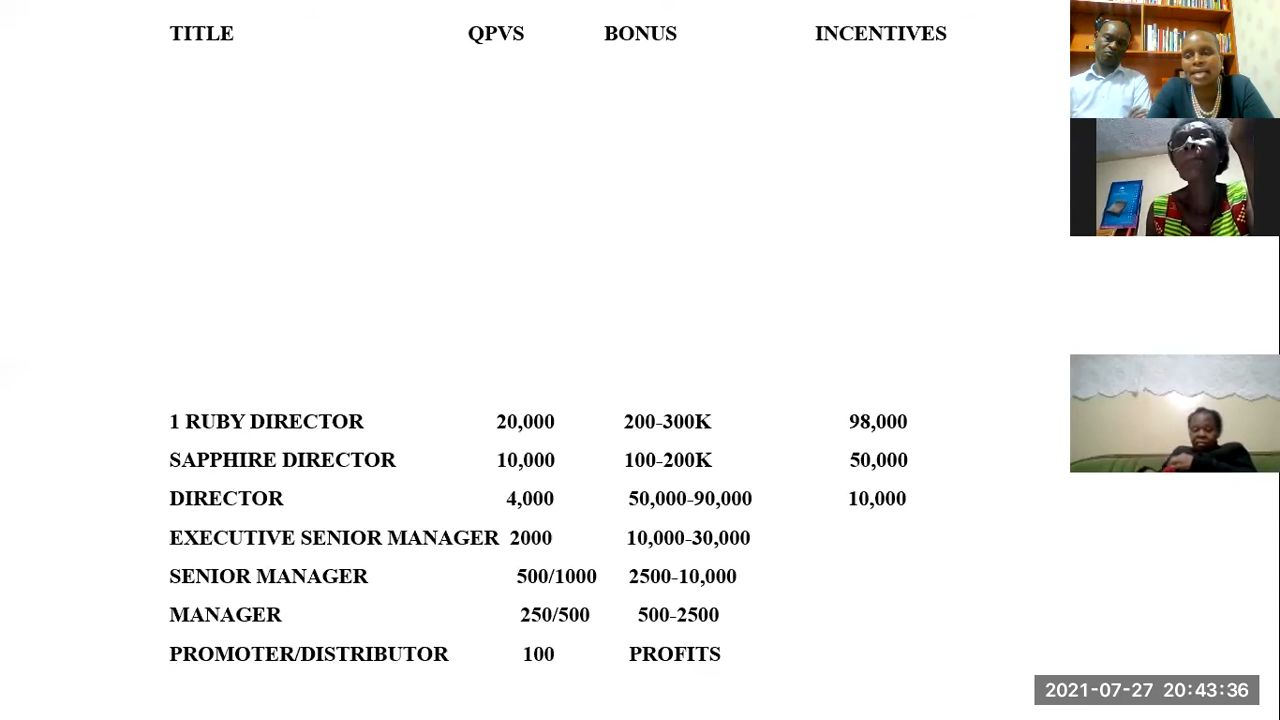 TITLE QPVS BONUS INCENTIVES
1 RUBY DIRECTOR 20,000 200-300K 98,000
SAPPHIRE DIRECTOR 10,000 100-200K 50,000
DIRECTOR 4,000 50,000-90,000 10,000
EXECUTIVE SENIOR MANAGER 2000 10,000-30,000
SENIOR MANAGER 500/1000 2500-10,000
MANAGER 250/500 500-2500
PROMOTER/DISTRIBUTOR 100 PROFITS
2021-07-27 20:43:36